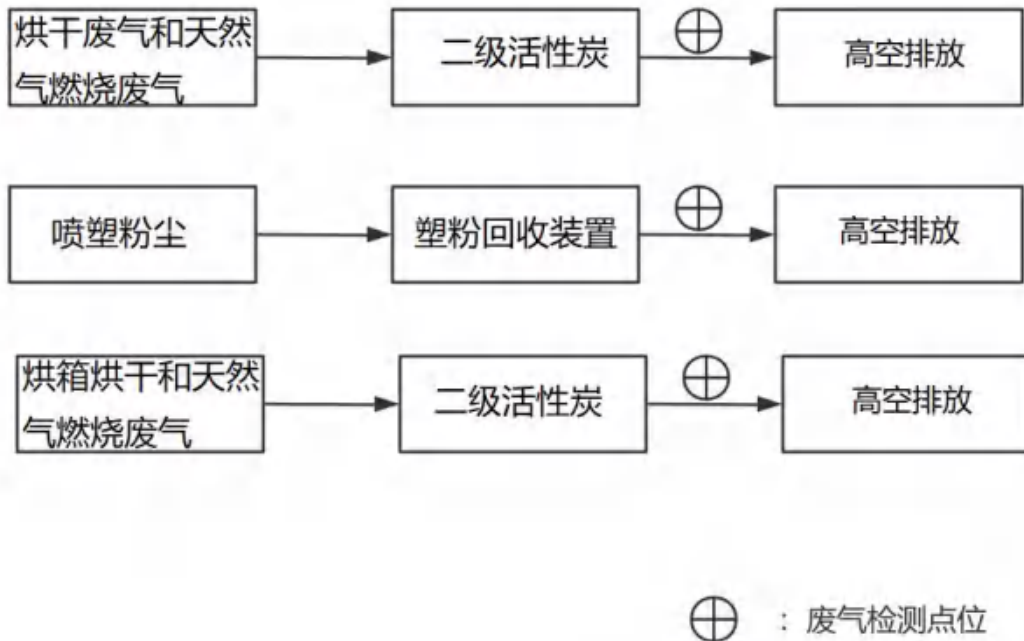 烘干废气和天然
气燃烧废气
二级活性炭
高空排放
喷塑粉尘
塑粉回收装置
高空排放
烘箱烘干和天然
气燃烧废气
二级活性炭
高空排放
：废气检测点位